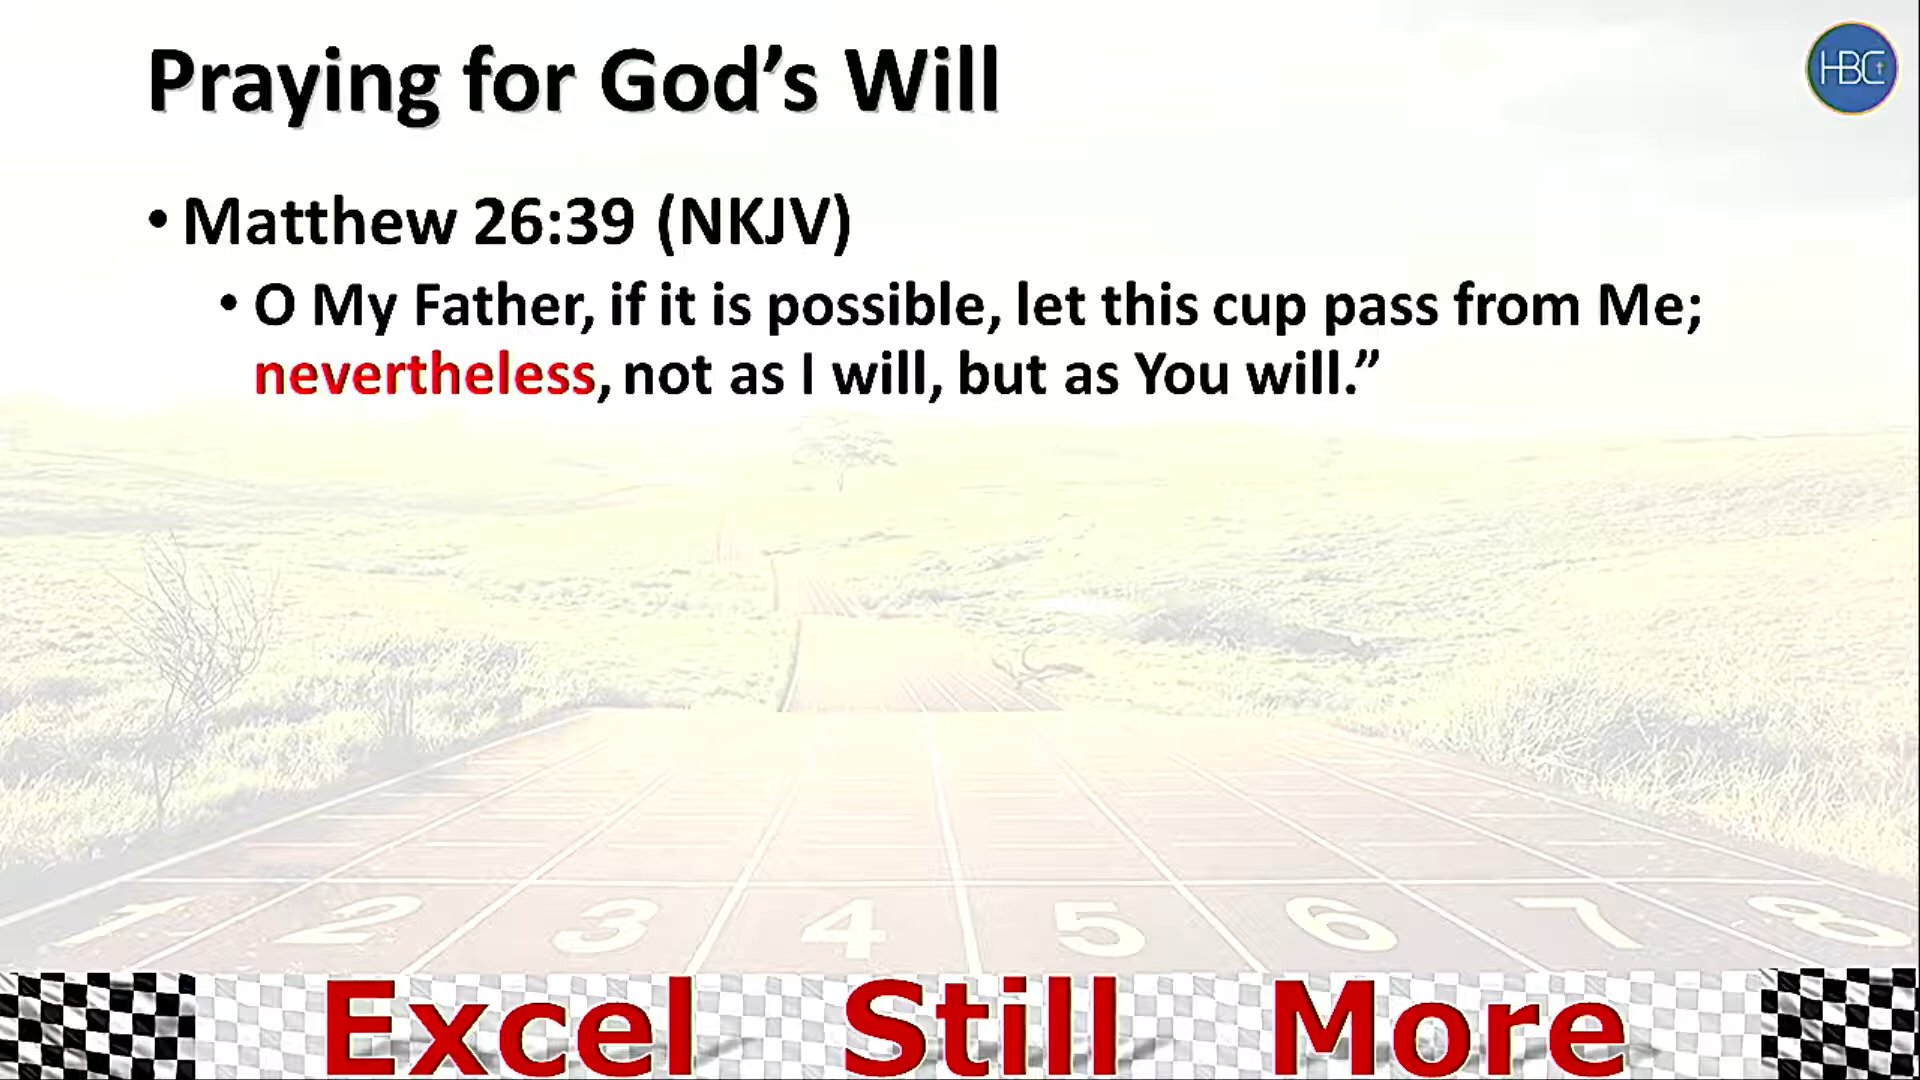 Praying for God’s Will
HBC
• Matthew 26:39 (NKJV)
• O My Father, if it is possible, let this cup pass from Me;
nevertheless, not as I will, but as You will.”
1 2 3 4 5 6 7 8
Excel Still More